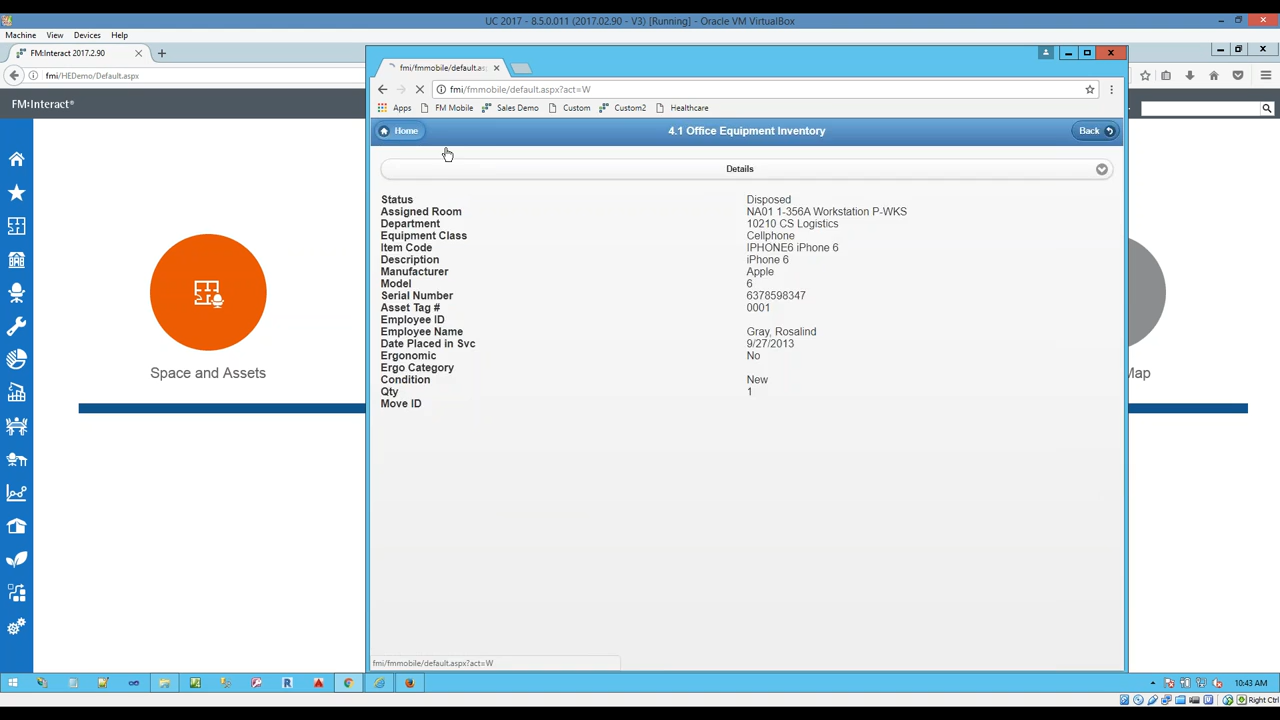 UC 2017 - 8.5.0.011 (2017.02.90 - V3) [Running] - Oracle VM VirtualBox
Machine View Devices Help
FM:Interact 2017.2.90
fmi/HEDemo/Default.aspx
FM:Interact®
Space and Assets
Map
fmi/fmmobile/default.as
fmi/fmmobile/default.aspx?act=W
Apps FM Mobile Sales Demo Custom Custom2 Healthcare
Home 4.1 Office Equipment Inventory Back
Details
Status Disposed
Assigned Room NA01 1-356A Workstation P-WKS
Department 10210 CS Logistics
Equipment Class Cellphone
Item Code IPHONE6 iPhone 6
Description iPhone 6
Manufacturer Apple
Model 6
Serial Number 6378598347
Asset Tag # 0001
Employee ID
Employee Name Gray, Rosalind
Date Placed in Svc 9/27/2013
Ergonomic No
Ergo Category
Condition New
Qty 1
Move ID
fmi/fmmobile/default.aspx?act=W
10:43 AM
Right Ctrl